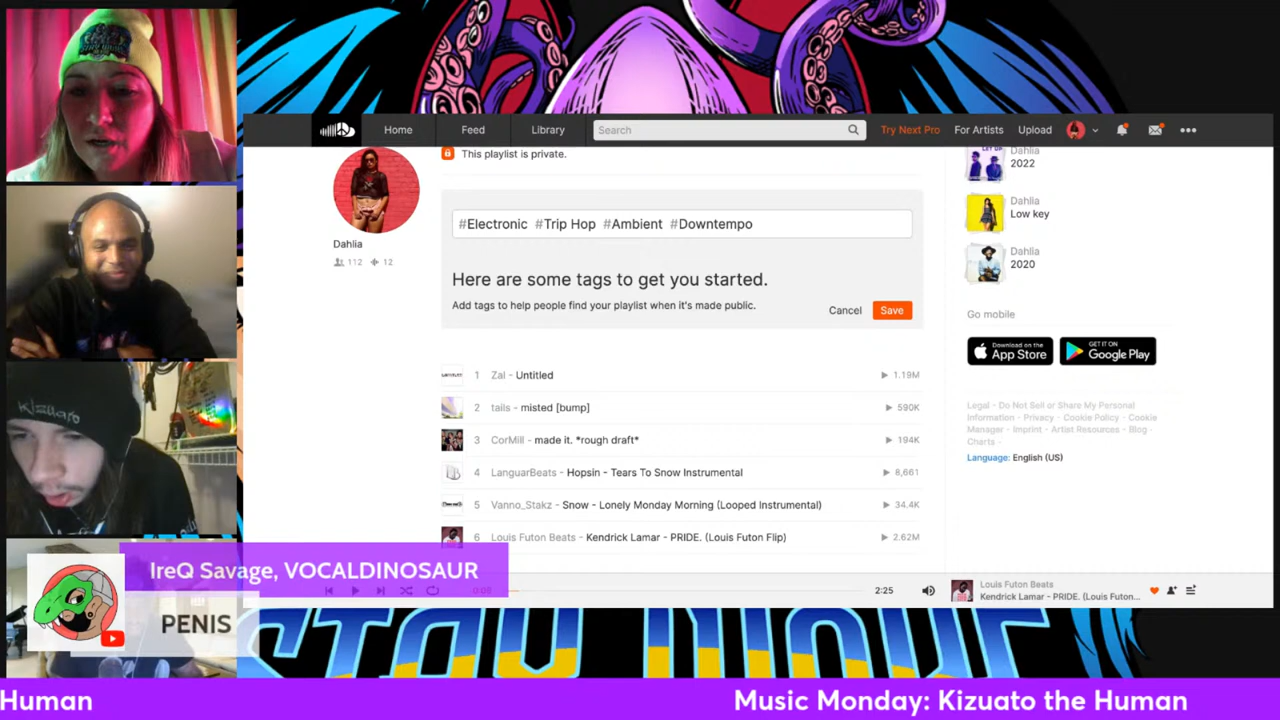 Home
Feed
Library
Search
Try Next Pro
For Artists
Upload
This playlist is private.
#Electronic #Trip Hop #Ambient #Downtempo
Here are some tags to get you started.
Add tags to help people find your playlist when it's made public.
Cancel
Save
Dahlia
112
12
1 Zal - Untitled 1.19M
2 tails - misted [bump] 590K
3 CorMill - made it. *rough draft* 194K
4 LanguarBeats - Hopsin - Tears To Snow Instrumental 8,661
5 Vanno_Stakz - Snow - Lonely Monday Morning (Looped Instrumental) 34.4K
6 Louis Futon Beats - Kendrick Lamar - PRIDE. (Louis Futon Flip) 2.62M
Dahlia
2022
Dahlia
Low key
Dahlia
2020
Go mobile
Download on the
App Store
GET IT ON
Google Play
Legal - Do Not Sell or Share My Personal
Information - Privacy - Cookie Policy - Cookie
Manager - Imprint - Artist Resources - Blog -
Charts -
Language: English (US)
0:08
2:25
Louis Futon Beats
Kendrick Lamar - PRIDE. (Louis Futon...
Kizuato
IreQ Savage, VOCALDINOSAUR
PENIS
STAY
Human
Music Monday: Kizuato the Human